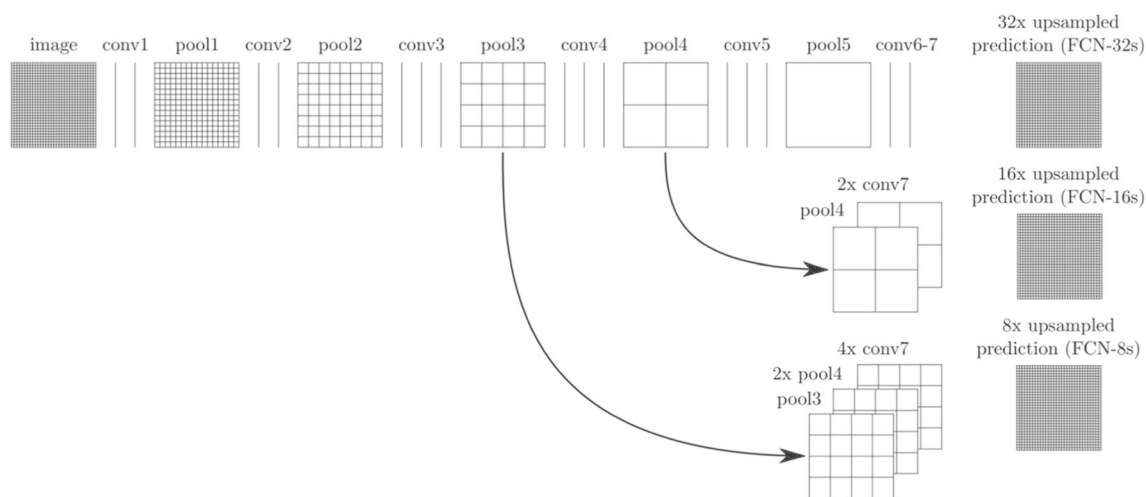 image conv1 pool1 conv2 pool2 conv3 pool3 conv4 pool4 conv5 pool5 conv6-7
32x upsampled
prediction (FCN-32s)
2x conv7
pool4
16x upsampled
prediction (FCN-16s)
4x conv7
2x pool4
pool3
8x upsampled
prediction (FCN-8s)